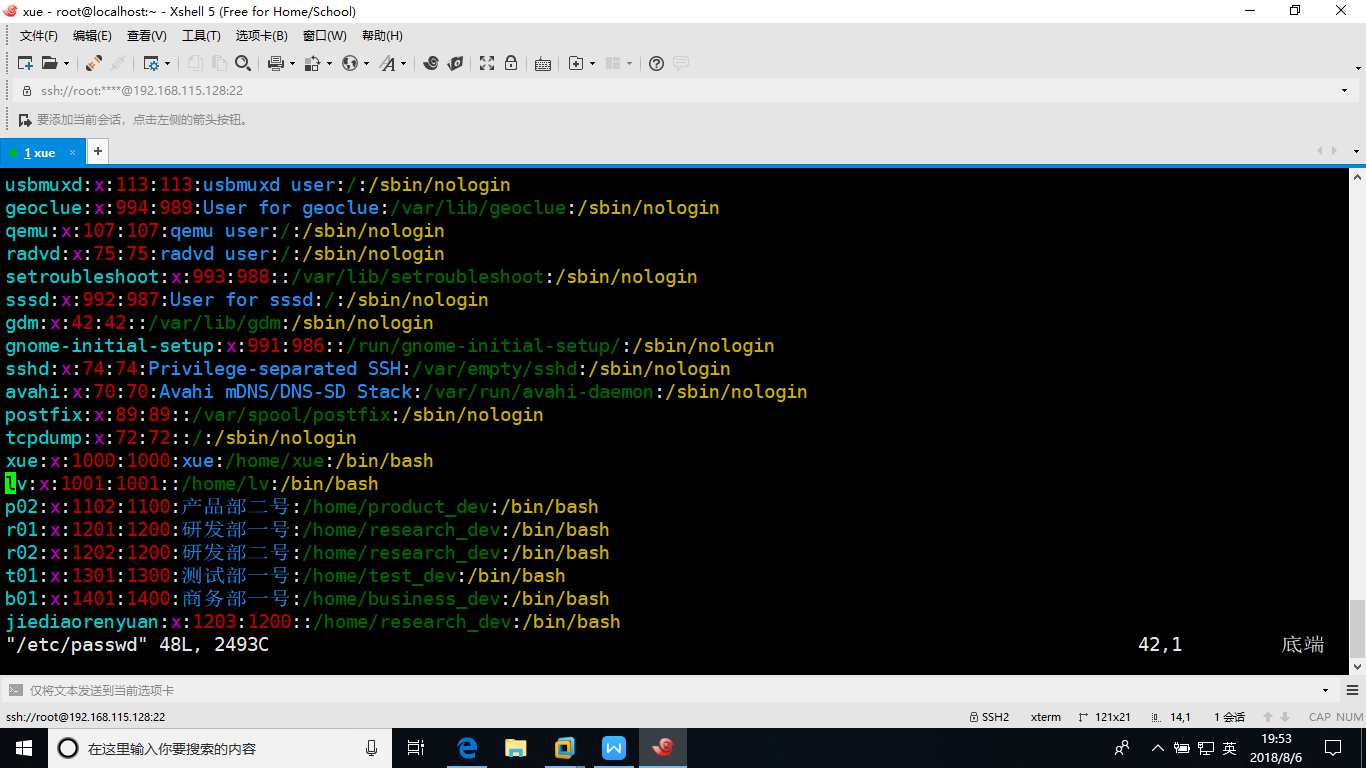 xue - root@localhost:~ - Xshell 5 (Free for Home/School)
文件(F) 编辑(E) 查看(V) 工具(T) 选项卡(B) 窗口(W) 帮助(H)
ssh://root:****@192.168.115.128:22
要添加当前会话，点击左侧的箭头按钮。
1 xue × +
usbmuxd:x:113:113:usbmuxd user:/:/sbin/nologin
geoclue:x:994:989:User for geoclue:/var/lib/geoclue:/sbin/nologin
qemu:x:107:107:qemu user:/:/sbin/nologin
radvd:x:75:75:radvd user:/:/sbin/nologin
setroubleshoot:x:993:988::/var/lib/setroubleshoot:/sbin/nologin
sssd:x:992:987:User for sssd:/:/sbin/nologin
gdm:x:42:42::/var/lib/gdm:/sbin/nologin
gnome-initial-setup:x:991:986::/run/gnome-initial-setup/:/sbin/nologin
sshd:x:74:74:Privilege-separated SSH:/var/empty/sshd:/sbin/nologin
avahi:x:70:70:Avahi mDNS/DNS-SD Stack:/var/run/avahi-daemon:/sbin/nologin
postfix:x:89:89::/var/spool/postfix:/sbin/nologin
tcpdump:x:72:72::/:/sbin/nologin
xue:x:1000:1000:xue:/home/xue:/bin/bash
lv:x:1001:1001::/home/lv:/bin/bash
p02:x:1102:1100:产品部二号:/home/product_dev:/bin/bash
r01:x:1201:1200:研发部一号:/home/research_dev:/bin/bash
r02:x:1202:1200:研发部二号:/home/research_dev:/bin/bash
t01:x:1301:1300:测试部一号:/home/test_dev:/bin/bash
b01:x:1401:1400:商务部一号:/home/business_dev:/bin/bash
jiediaorenyuan:x:1203:1200::/home/research_dev:/bin/bash
"/etc/passwd" 48L, 2493C 42,1 底端
仅将文本发送到当前选项卡
ssh://root@192.168.115.128:22 SSH2 xterm 121x21 14,1 1 会话 CAP NUM
在这里输入你要搜索的内容 英 19:53
2018/8/6